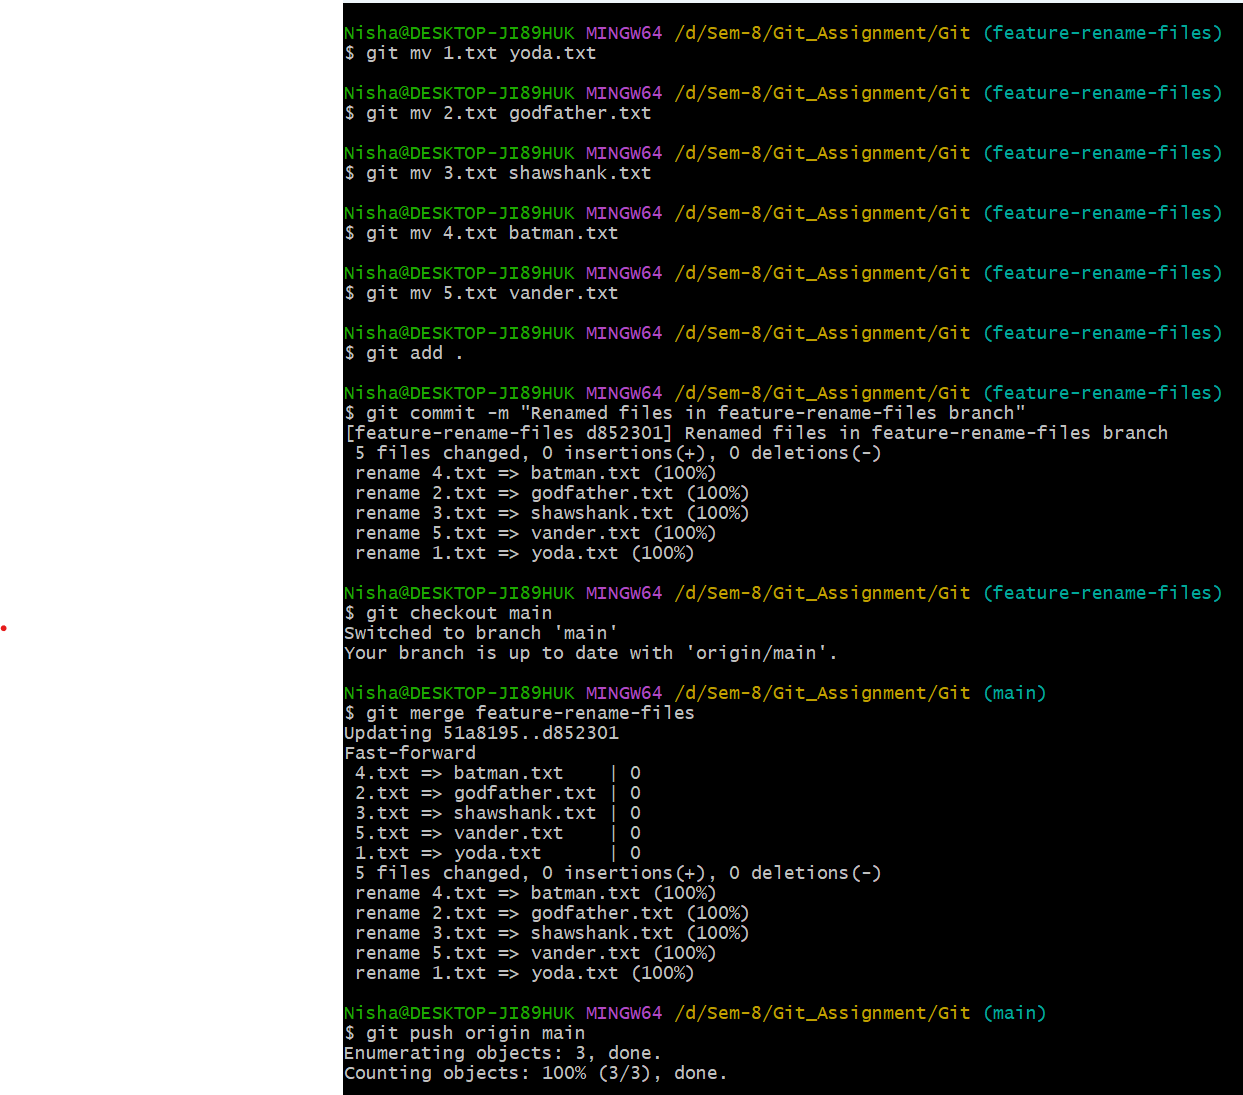 Nisha@DESKTOP-JI89HUK MINGW64 /d/Sem-8/Git_Assignment/Git (feature-rename-files)
$ git mv 1.txt yoda.txt
Nisha@DESKTOP-JI89HUK MINGW64 /d/Sem-8/Git_Assignment/Git (feature-rename-files)
$ git mv 2.txt godfather.txt
Nisha@DESKTOP-JI89HUK MINGW64 /d/Sem-8/Git_Assignment/Git (feature-rename-files)
$ git mv 3.txt shawshank.txt
Nisha@DESKTOP-JI89HUK MINGW64 /d/Sem-8/Git_Assignment/Git (feature-rename-files)
$ git mv 4.txt batman.txt
Nisha@DESKTOP-JI89HUK MINGW64 /d/Sem-8/Git_Assignment/Git (feature-rename-files)
$ git mv 5.txt vander.txt
Nisha@DESKTOP-JI89HUK MINGW64 /d/Sem-8/Git_Assignment/Git (feature-rename-files)
$ git add .
Nisha@DESKTOP-JI89HUK MINGW64 /d/Sem-8/Git_Assignment/Git (feature-rename-files)
$ git commit -m "Renamed files in feature-rename-files branch"
[feature-rename-files d852301] Renamed files in feature-rename-files branch
 5 files changed, 0 insertions(+), 0 deletions(-)
 rename 4.txt => batman.txt (100%)
 rename 2.txt => godfather.txt (100%)
 rename 3.txt => shawshank.txt (100%)
 rename 5.txt => vander.txt (100%)
 rename 1.txt => yoda.txt (100%)
Nisha@DESKTOP-JI89HUK MINGW64 /d/Sem-8/Git_Assignment/Git (feature-rename-files)
$ git checkout main
Switched to branch 'main'
Your branch is up to date with 'origin/main'.
Nisha@DESKTOP-JI89HUK MINGW64 /d/Sem-8/Git_Assignment/Git (main)
$ git merge feature-rename-files
Updating 51a8195..d852301
Fast-forward
 4.txt => batman.txt    | 0
 2.txt => godfather.txt | 0
 3.txt => shawshank.txt | 0
 5.txt => vander.txt    | 0
 1.txt => yoda.txt      | 0
 5 files changed, 0 insertions(+), 0 deletions(-)
 rename 4.txt => batman.txt (100%)
 rename 2.txt => godfather.txt (100%)
 rename 3.txt => shawshank.txt (100%)
 rename 5.txt => vander.txt (100%)
 rename 1.txt => yoda.txt (100%)
Nisha@DESKTOP-JI89HUK MINGW64 /d/Sem-8/Git_Assignment/Git (main)
$ git push origin main
Enumerating objects: 3, done.
Counting objects: 100% (3/3), done.